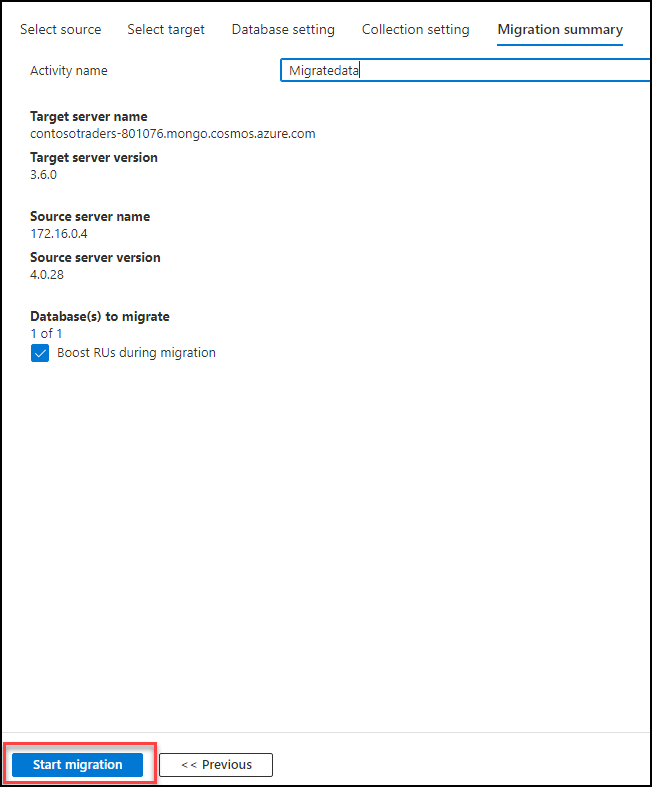 Select source Select target Database setting Collection setting Migration summary
Activity name Migratedata
Target server name
contosotraders-801076.mongo.cosmos.azure.com
Target server version
3.6.0
Source server name
172.16.0.4
Source server version
4.0.28
Database(s) to migrate
1 of 1
Boost RUs during migration
Start migration << Previous